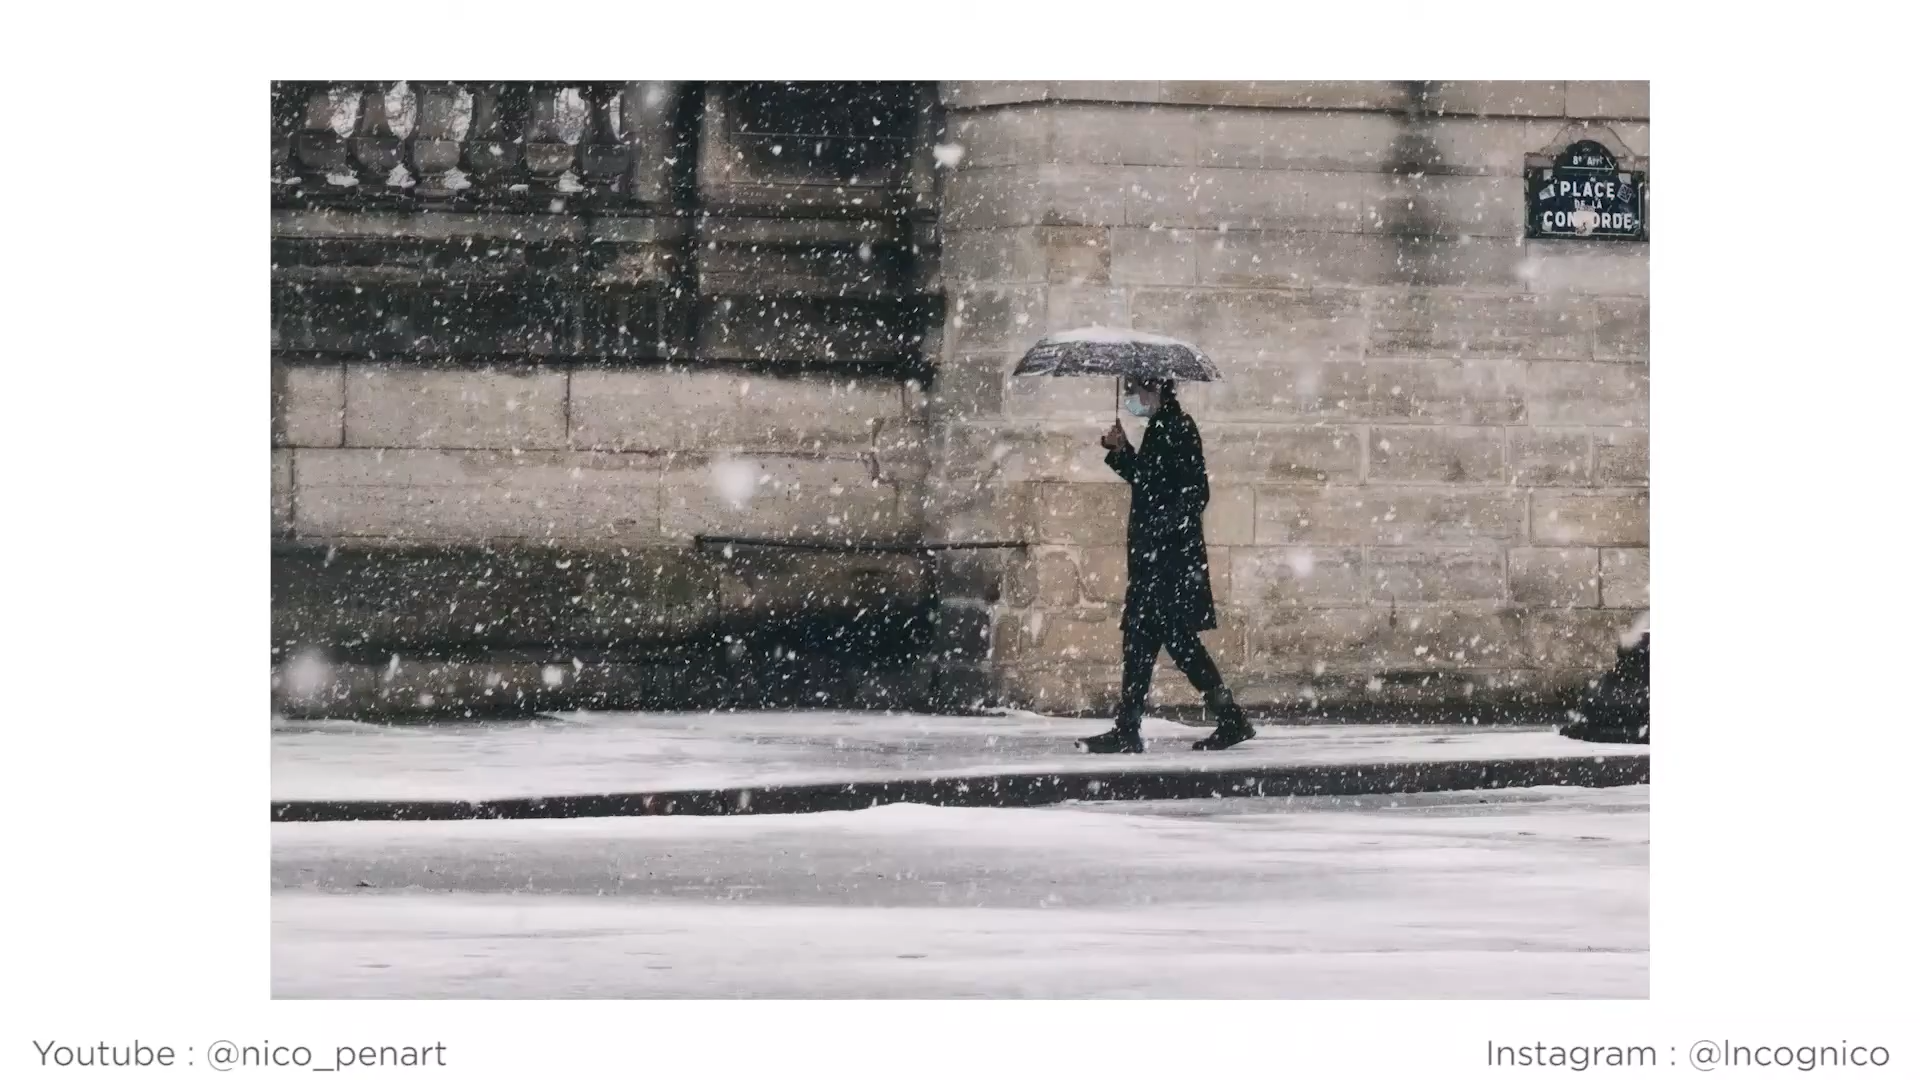 8e Arrt
PLACE
DE LA
CONCORDE
Youtube : @nico_penart
Instagram : @Incognico